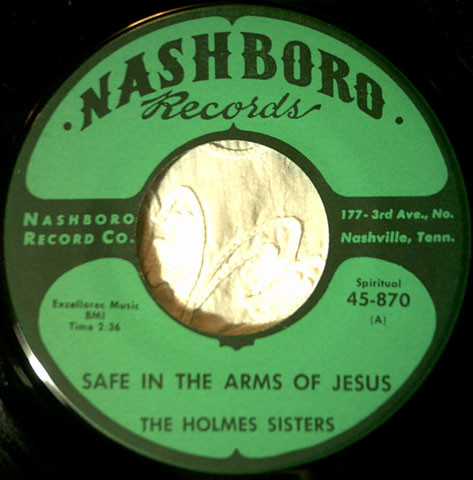 · NASHBORO ·
Records
NASHBORO
RECORD CO.
177-3rd Ave., No.
Nashville, Tenn.
Excellorec Music
BMI
Time 2:36
Spiritual
45-870
(A)
SAFE IN THE ARMS OF JESUS
THE HOLMES SISTERS